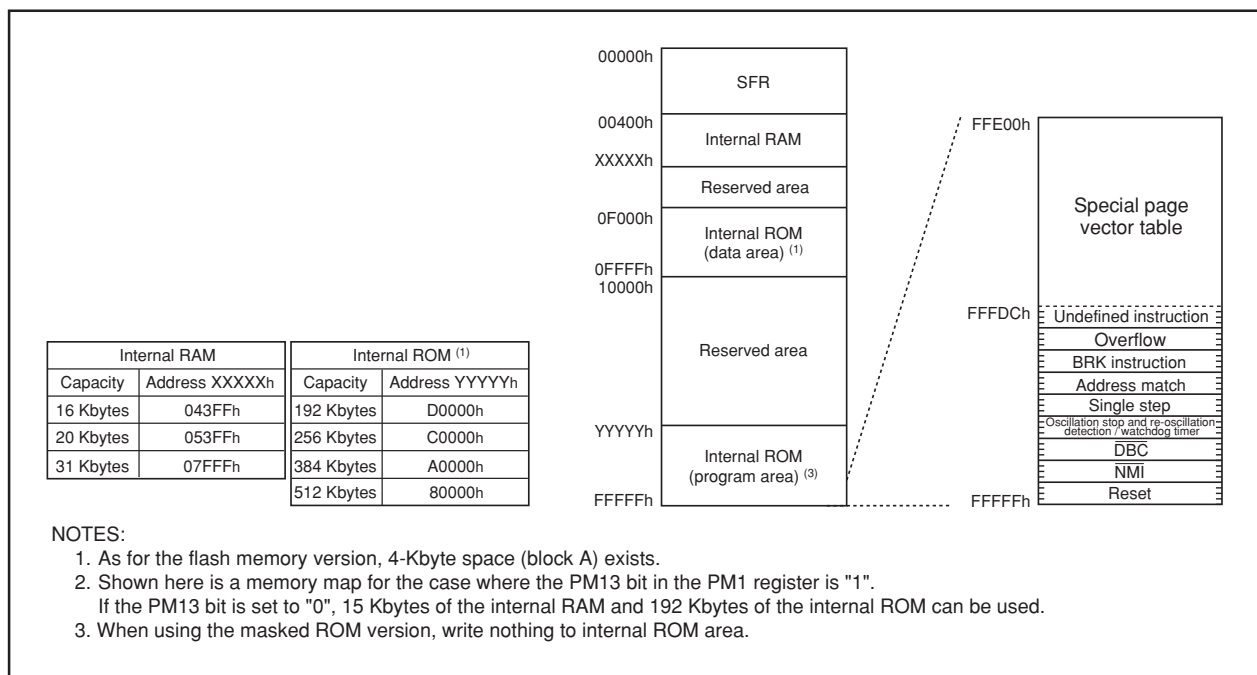 00000h
SFR
00400h
Internal RAM
XXXXXh
Reserved area
0F000h
Internal ROM
(data area) (1)
0FFFFh
10000h
Reserved area
YYYYYh
Internal ROM
(program area) (3)
FFFFFh
FFE00h
Special page
vector table
FFFDCh
Undefined instruction
Overflow
BRK instruction
Address match
Single step
Oscillation stop and re-oscillation
detection / watchdog timer
DBC
NMI
Reset
FFFFFh
Internal RAM
Capacity Address XXXXXh
16 Kbytes 043FFh
20 Kbytes 053FFh
31 Kbytes 07FFFh
Internal ROM (1)
Capacity Address YYYYYh
192 Kbytes D0000h
256 Kbytes C0000h
384 Kbytes A0000h
512 Kbytes 80000h
NOTES:
1. As for the flash memory version, 4-Kbyte space (block A) exists.
2. Shown here is a memory map for the case where the PM13 bit in the PM1 register is "1".
If the PM13 bit is set to "0", 15 Kbytes of the internal RAM and 192 Kbytes of the internal ROM can be used.
3. When using the masked ROM version, write nothing to internal ROM area.